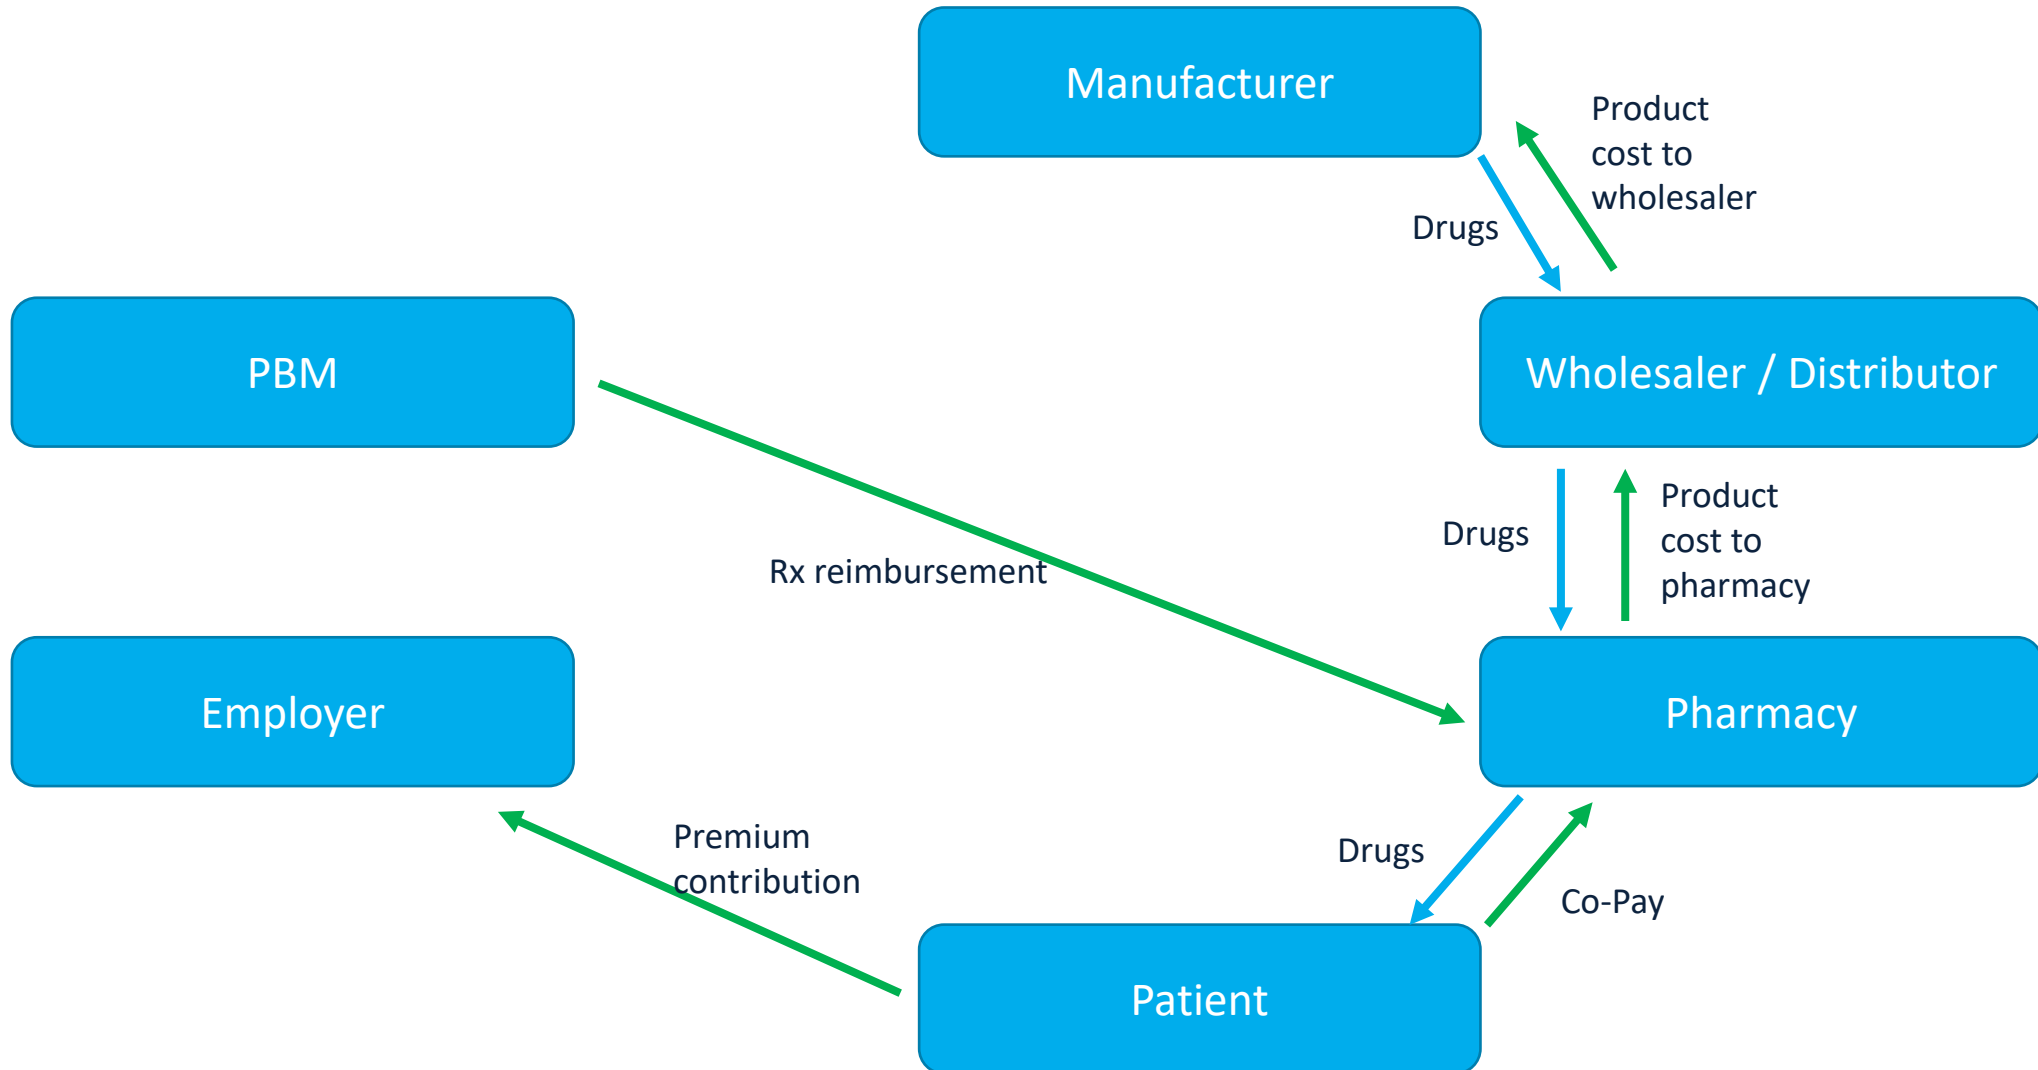 Manufacturer
Product
cost to
wholesaler
Drugs
PBM
Wholesaler / Distributor
Product
cost to
pharmacy
Drugs
Rx reimbursement
Employer
Pharmacy
Premium
contribution
Drugs
Co-Pay
Patient